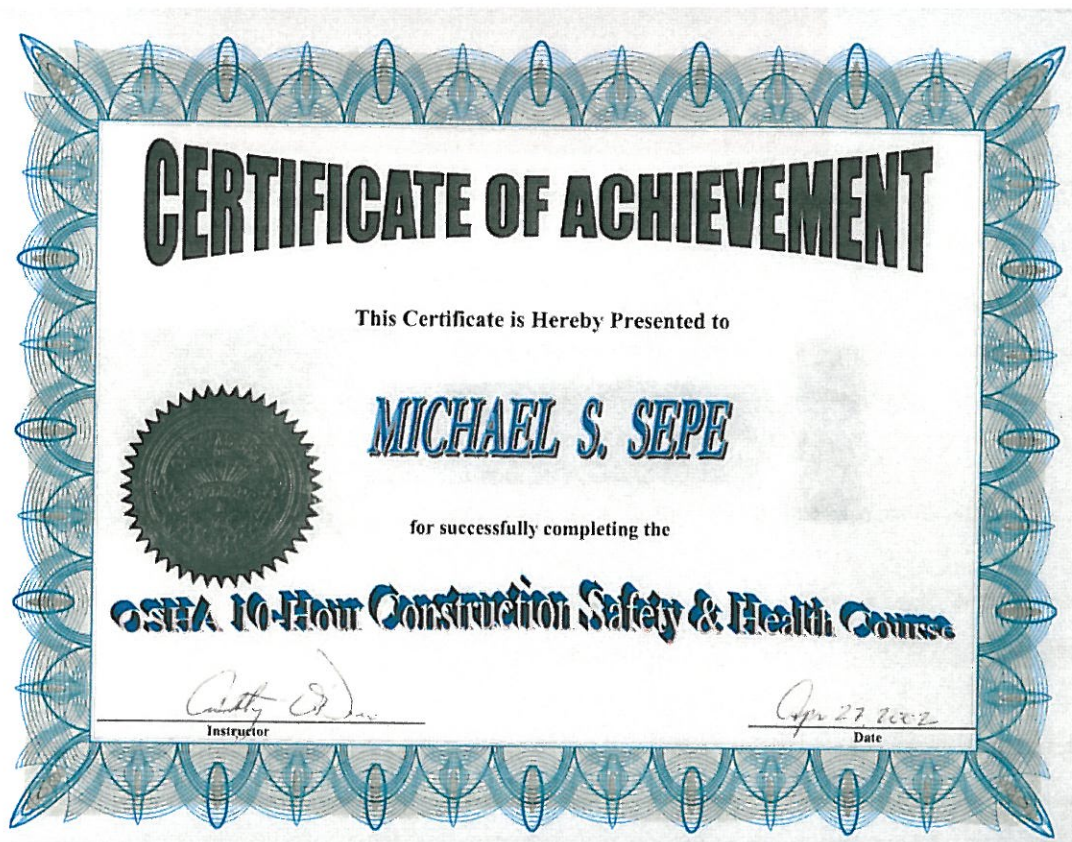 CERTIFICATE OF ACHIEVEMENT
This Certificate is Hereby Presented to
MICHAEL S. SEPE
for successfully completing the
OSHA 10-Hour Construction Safety & Health Course
Apr 27, 2002
Instructor
Date